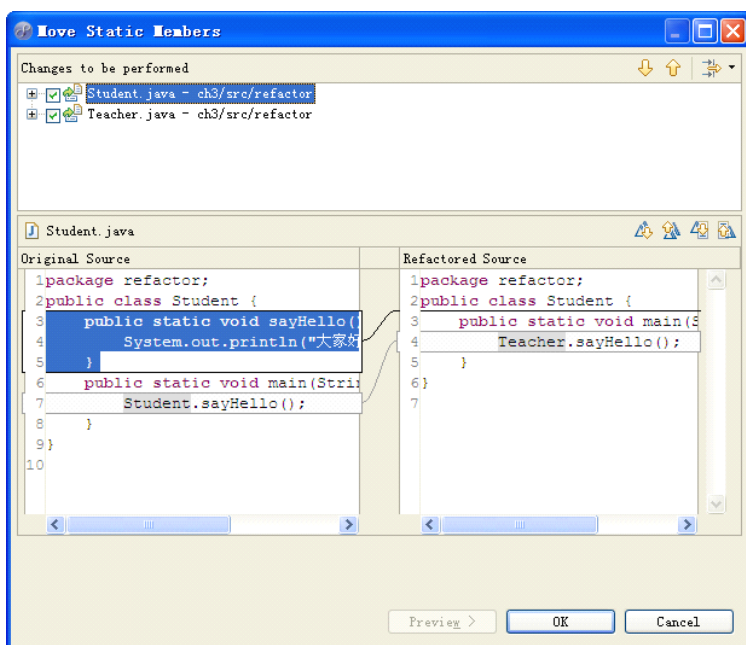 Move Static Members
Changes to be performed
Student.java - ch3/src/refactor
Teacher.java - ch3/src/refactor
Student.java
Original Source
1package refactor;
2public class Student {
3 public static void sayHello()
4 System.out.println("大家好
5 }
6 public static void main(Strin
7 Student.sayHello();
8 }
9}
10
Refactored Source
1package refactor;
2public class Student {
3 public static void main(S
4 Teacher.sayHello();
5 }
6}
7
Preview >
OK
Cancel